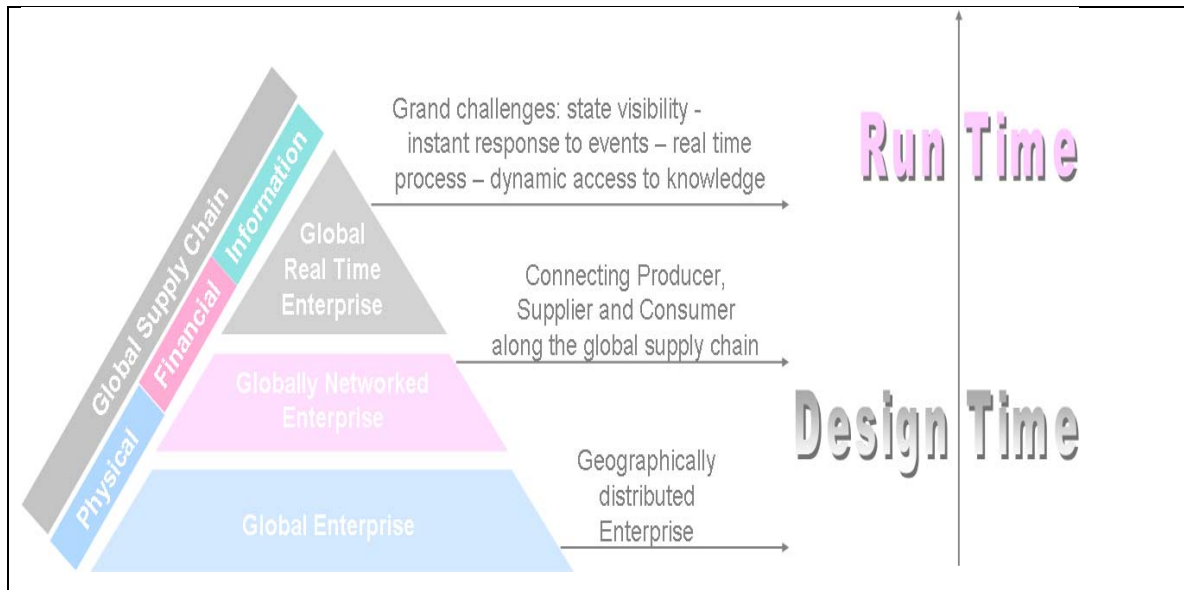 Global Supply Chain
Physical
Financial
Information
Global
Real Time
Enterprise
Globally Networked
Enterprise
Global Enterprise
Grand challenges: state visibility -
instant response to events – real time
process – dynamic access to knowledge
Connecting Producer,
Supplier and Consumer
along the global supply chain
Geographically
distributed
Enterprise
Run Time
Design Time